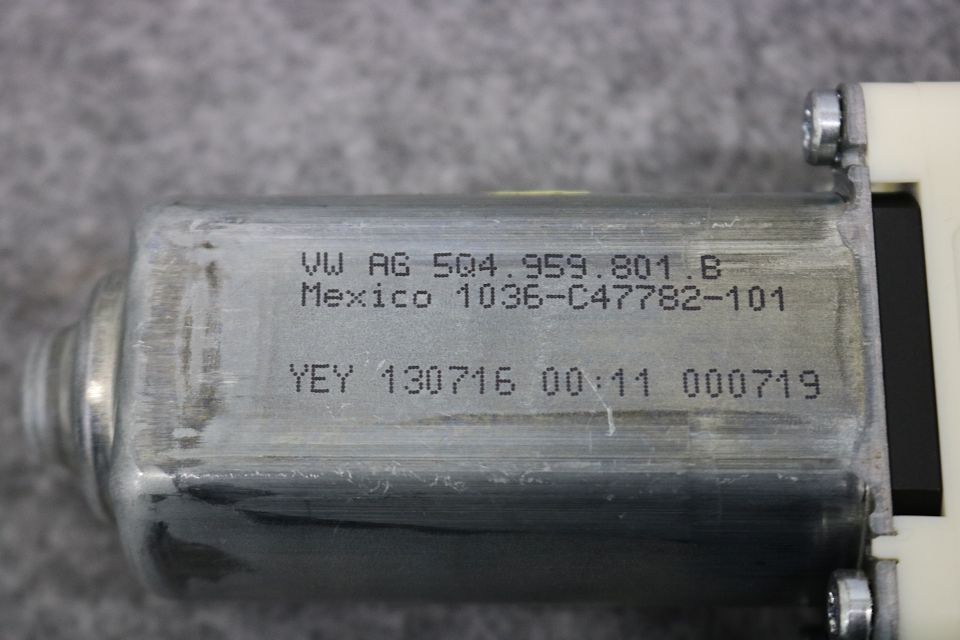 VW AG 5Q4.959.801.B
Mexico 1036-C47782-101
YEY 130716 00:11 000719